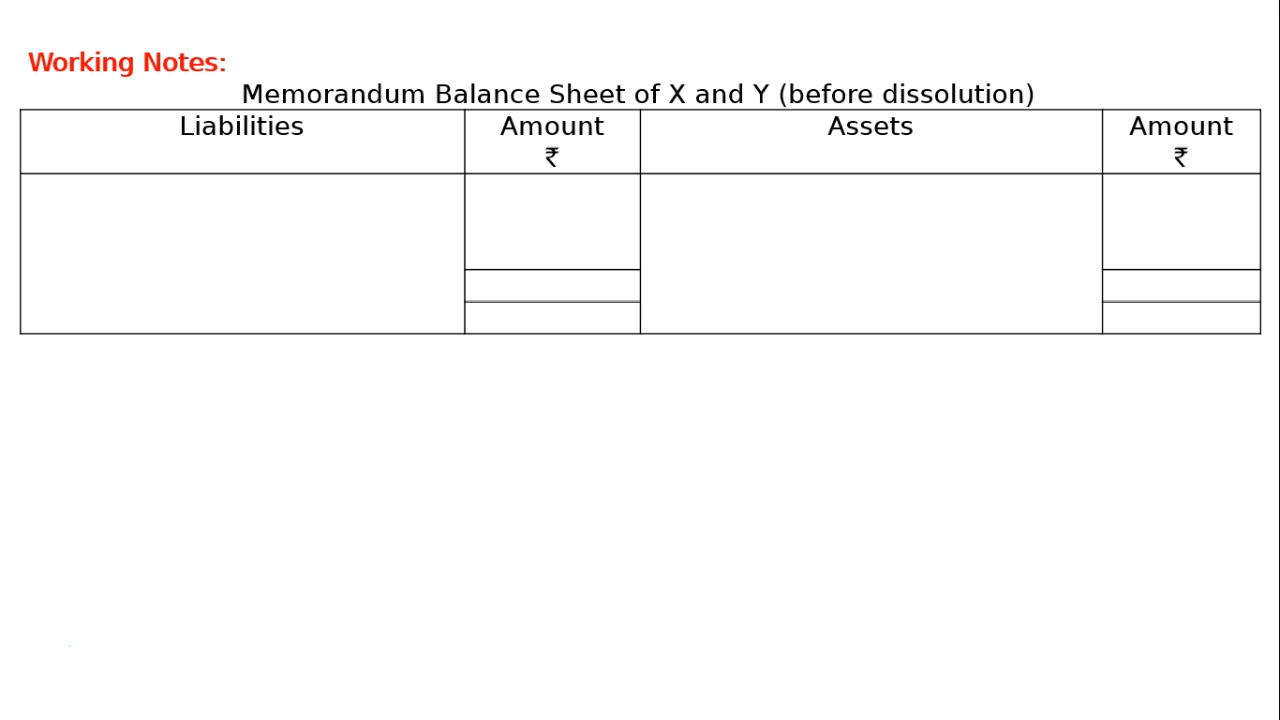 Working Notes:
Memorandum Balance Sheet of X and Y (before dissolution)
Liabilities Amount Assets Amount
₹ ₹